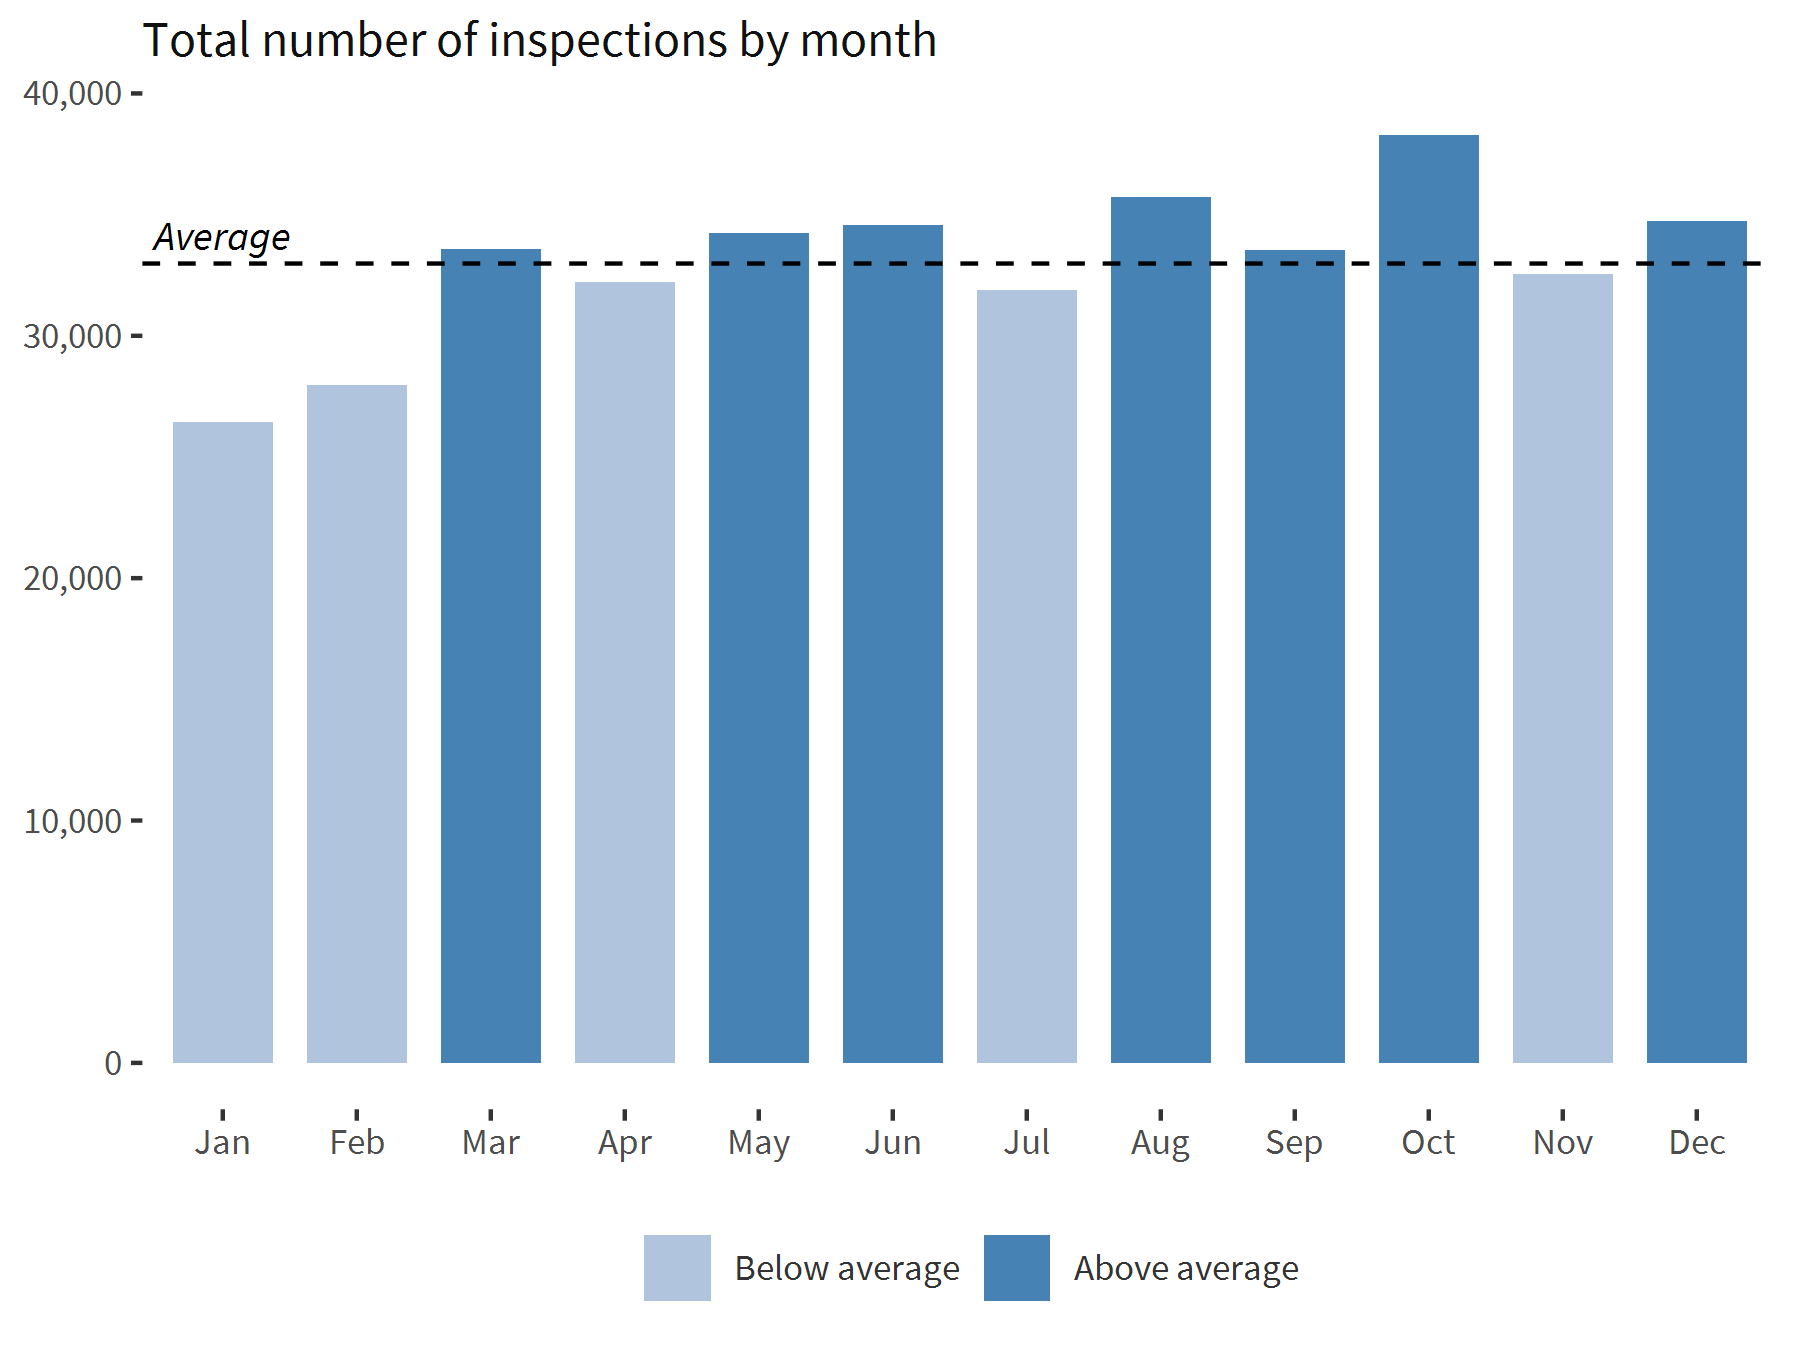 Total number of inspections by month
40,000
Average
30,000
20,000
10,000
0
Jan Feb Mar Apr May Jun Jul Aug Sep Oct Nov Dec
Below average Above average